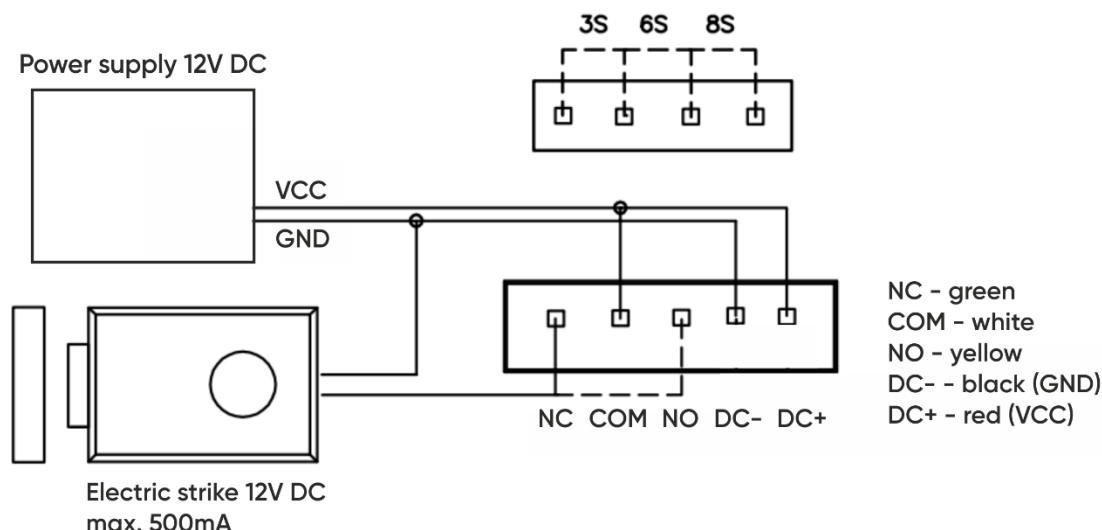 3S 6S 8S
Power supply 12V DC
VCC
GND
NC - green
COM - white
NO - yellow
DC- - black (GND)
DC+ - red (VCC)
NC COM NO DC- DC+
Electric strike 12V DC
max. 500mA